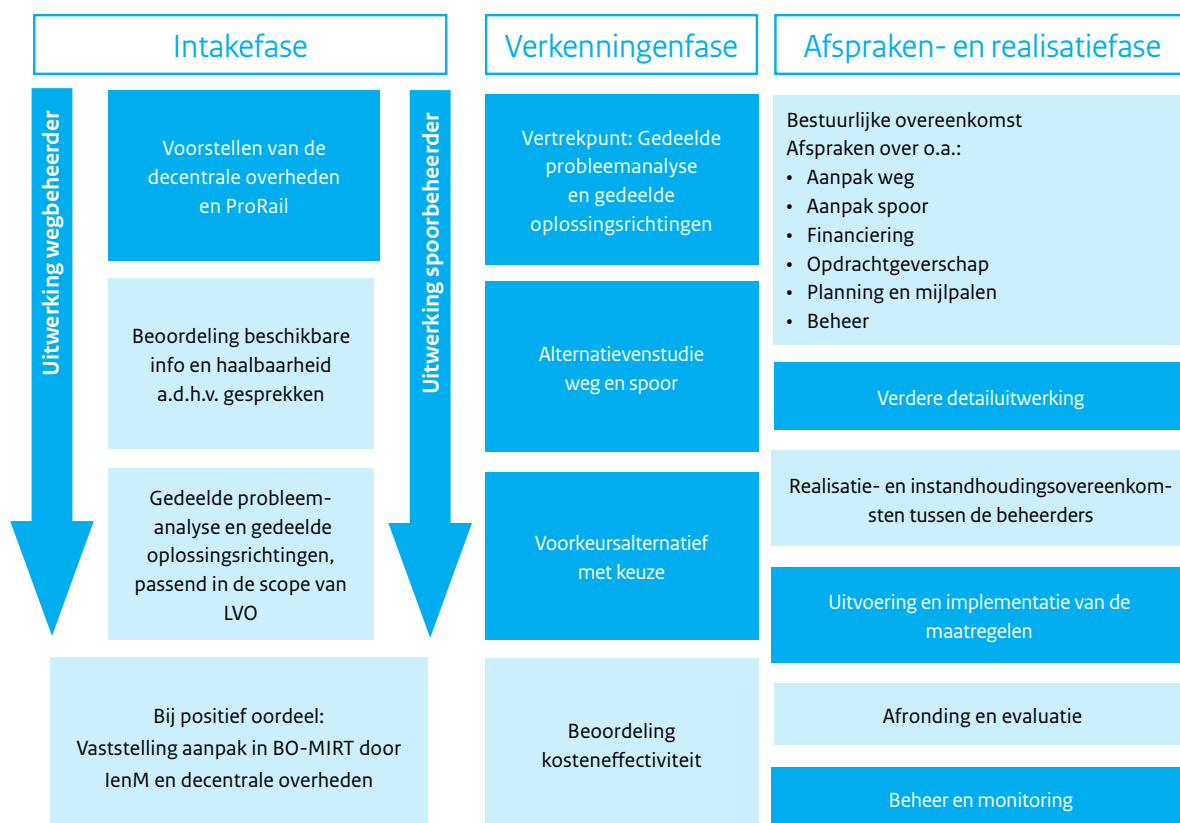 Intakefase
Uitwerking wegbeheerder
Voorstellen van de
decentrale overheden
en ProRail
Beoordeling beschikbare
info en haalbaarheid
a.d.h.v. gesprekken
Gedeelde probleem-
analyse en gedeelde
oplossingsrichtingen,
passend in de scope van
LVO
Uitwerking spoorbeheerder
Bij positief oordeel:
Vaststelling aanpak in BO-MIRT door
IenM en decentrale overheden
Verkenningenfase
Vertrekpunt: Gedeelde
probleemanalyse
en gedeelde
oplossingsrichtingen
Alternatievenstudie
weg en spoor
Voorkeursalternatief
met keuze
Beoordeling
kosteneffectiviteit
Afspraken- en realisatiefase
Bestuurlijke overeenkomst
Afspraken over o.a.:
• Aanpak weg
• Aanpak spoor
• Financiering
• Opdrachtgeverschap
• Planning en mijlpalen
• Beheer
Verdere detailuitwerking
Realisatie- en instandhoudingsovereenkom-
sten tussen de beheerders
Uitvoering en implementatie van de
maatregelen
Afronding en evaluatie
Beheer en monitoring